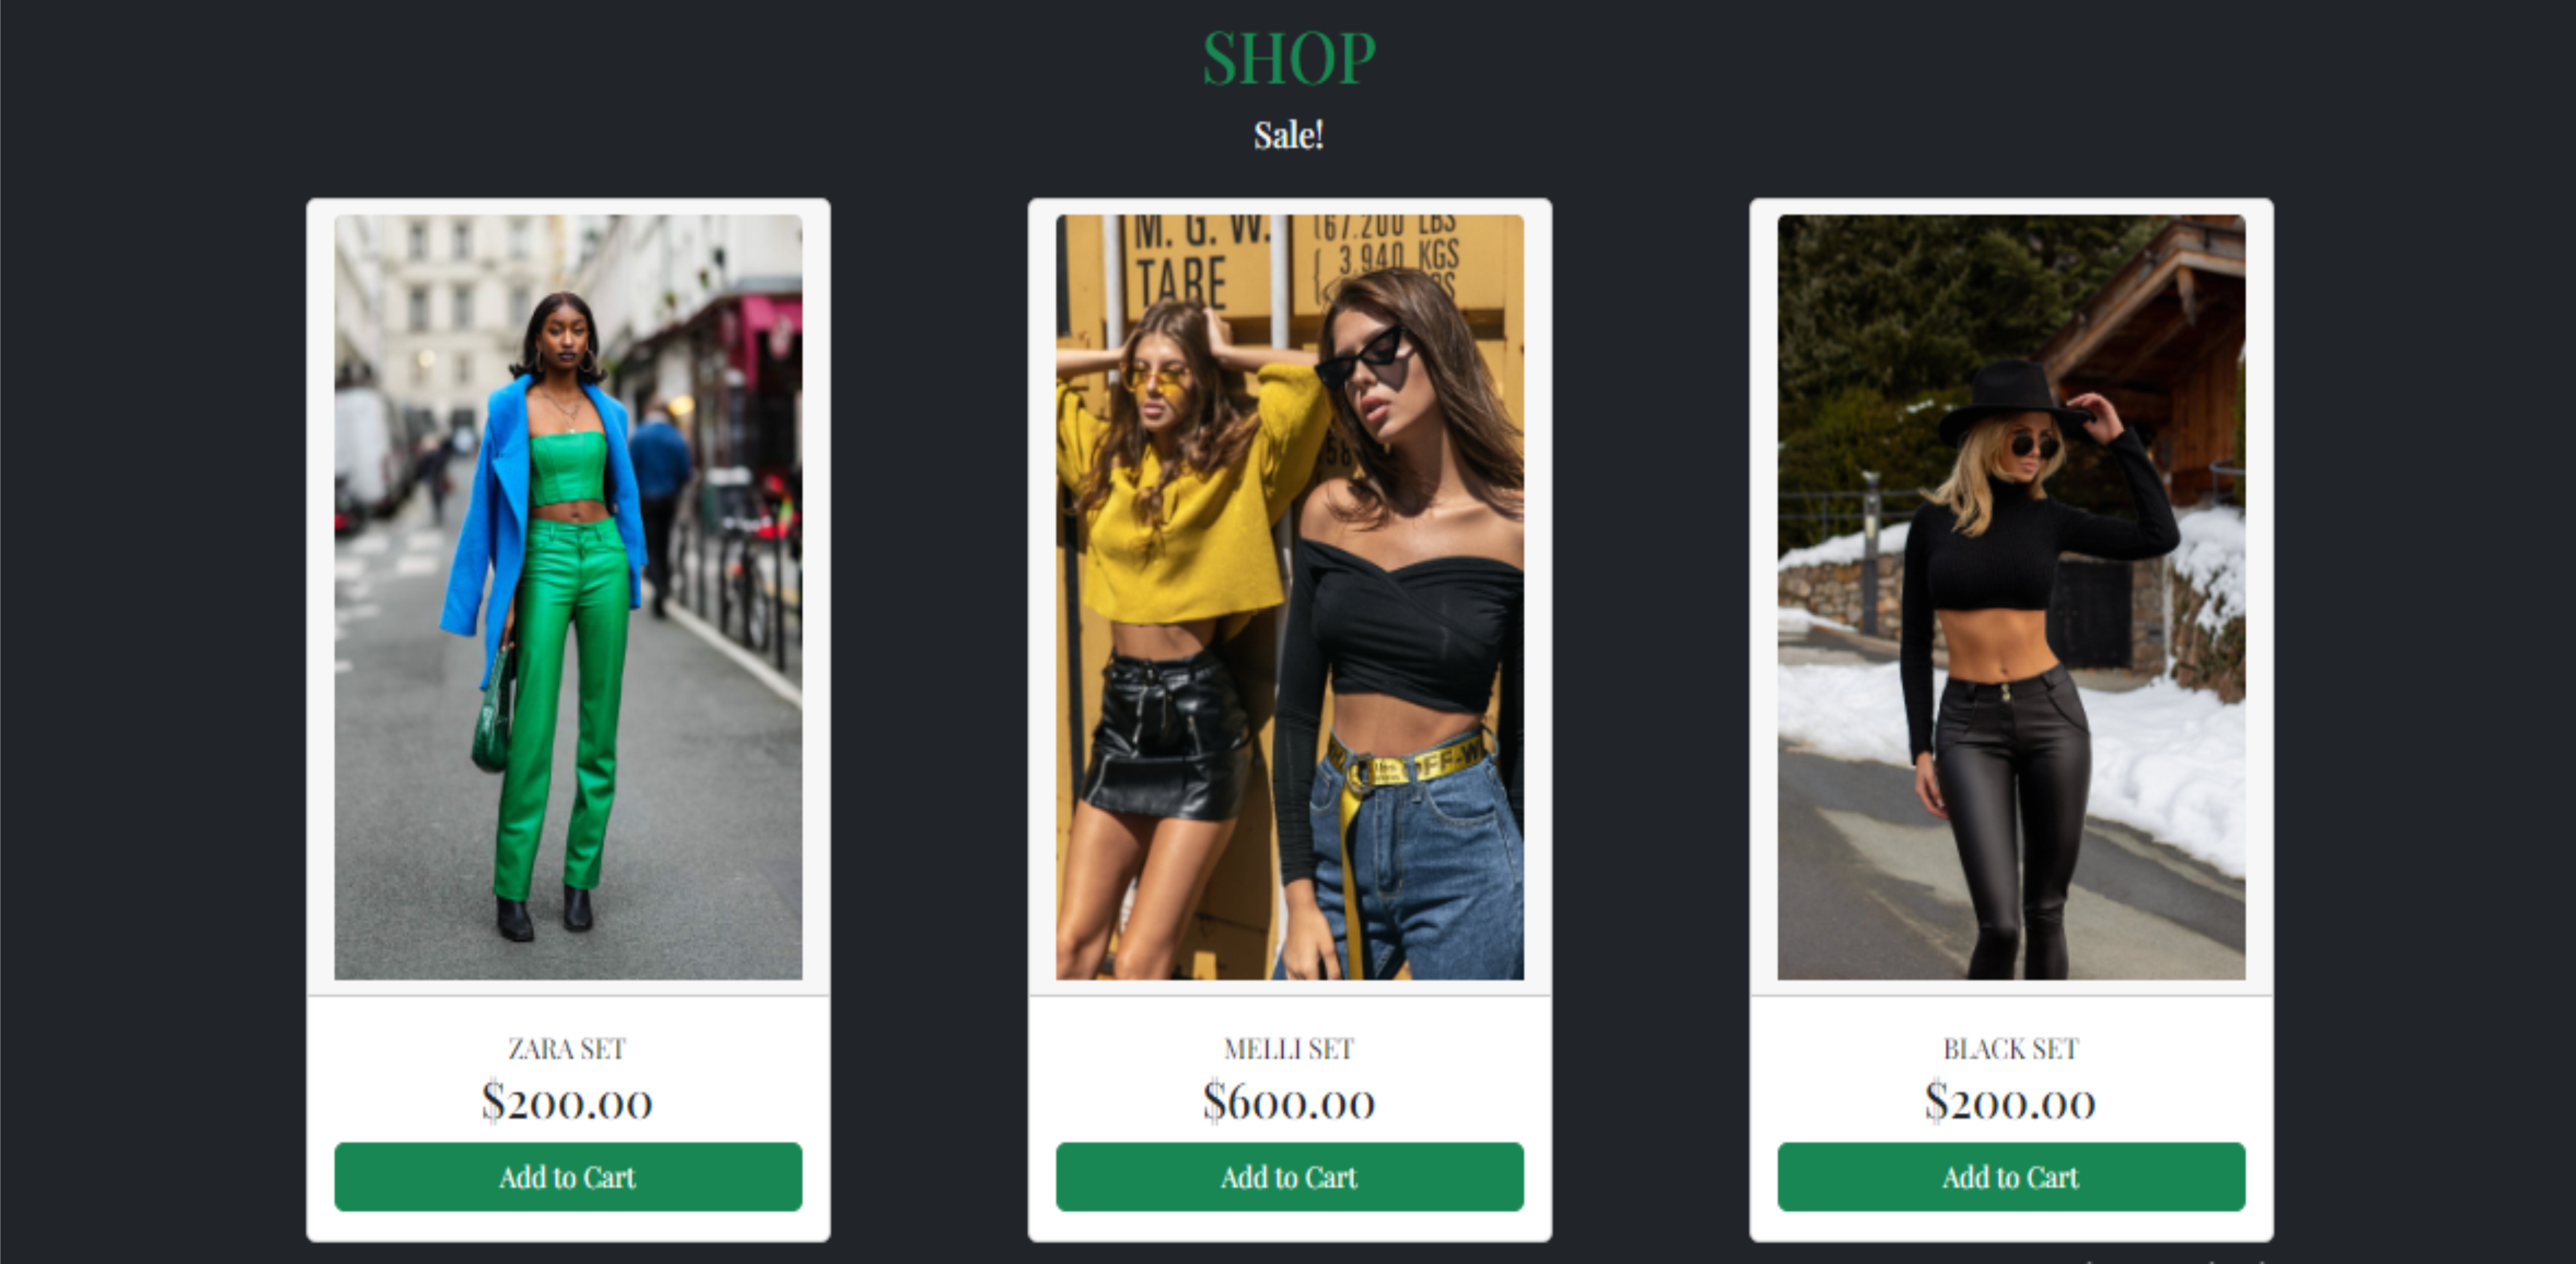 SHOP
Sale!
M. G. W.
TARE
67.200 LBS
3.940 KGS
OFF-W
ZARA SET
$200.00
Add to Cart
MELLI SET
$600.00
Add to Cart
BLACK SET
$200.00
Add to Cart